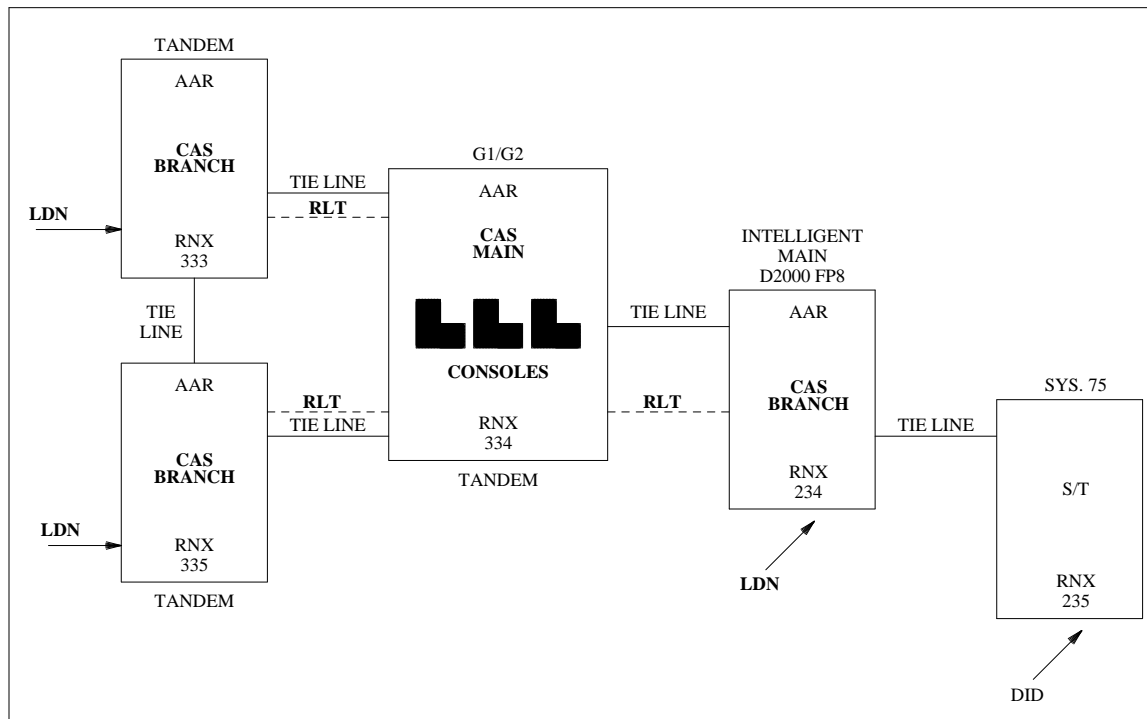 TANDEM
AAR
CAS
BRANCH
LDN
RNX
333
TIE LINE
RLT
TIE
LINE
AAR
CAS
BRANCH
LDN
RNX
335
TANDEM
RLT
TIE LINE
G1/G2
AAR
CAS
MAIN
CONSOLES
RNX
334
TANDEM
TIE LINE
RLT
INTELLIGENT
MAIN
D2000 FP8
AAR
CAS
BRANCH
RNX
234
LDN
TIE LINE
SYS. 75
S/T
RNX
235
DID